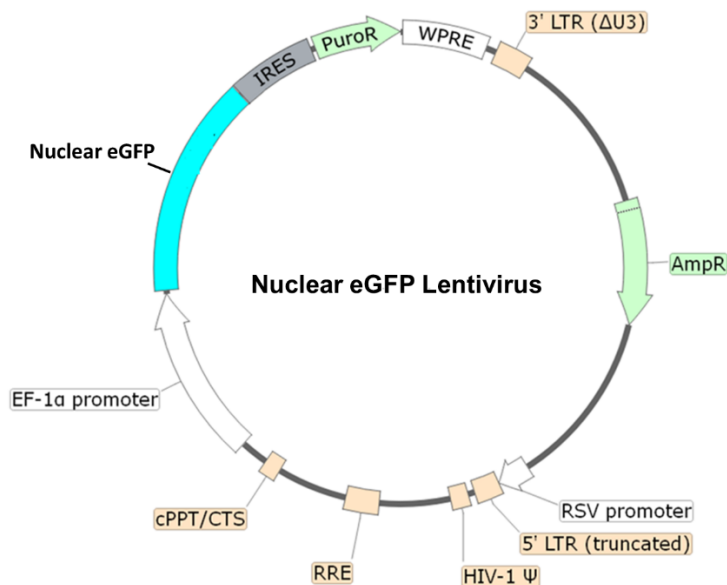 PuroR
WPRE
3' LTR (ΔU3)
IRES
Nuclear eGFP
Nuclear eGFP Lentivirus
AmpR
EF-1α promoter
cPPT/CTS
RSV promoter
5' LTR (truncated)
RRE
HIV-1 Ψ